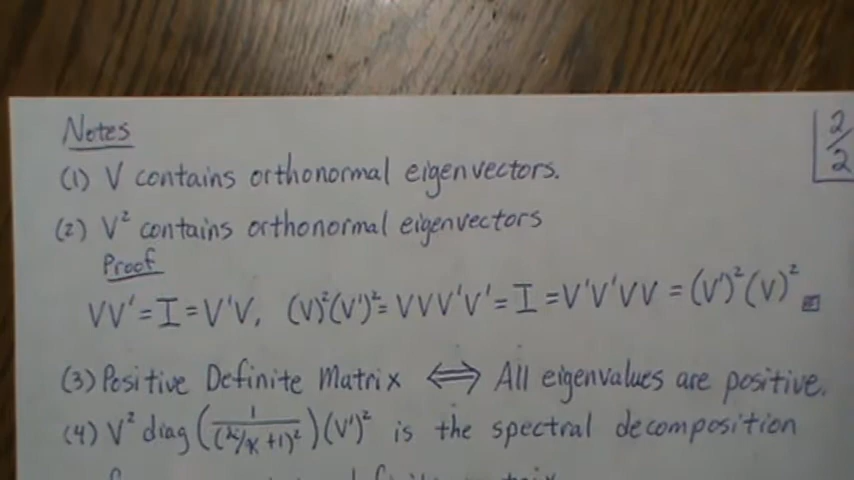 Notes
2/2
(1) V contains orthonormal eigenvectors.
(2) V² contains orthonormal eigenvectors
Proof
VV' = I = V'V, (V)²(V')² = VVV'V' = I = V'V'VV = (V')²(V)²
(3) Positive Definite Matrix ⟺ All eigenvalues are positive.
(4) V² diag(1/(λᵢ/k + 1)²)(V')² is the spectral decomposition